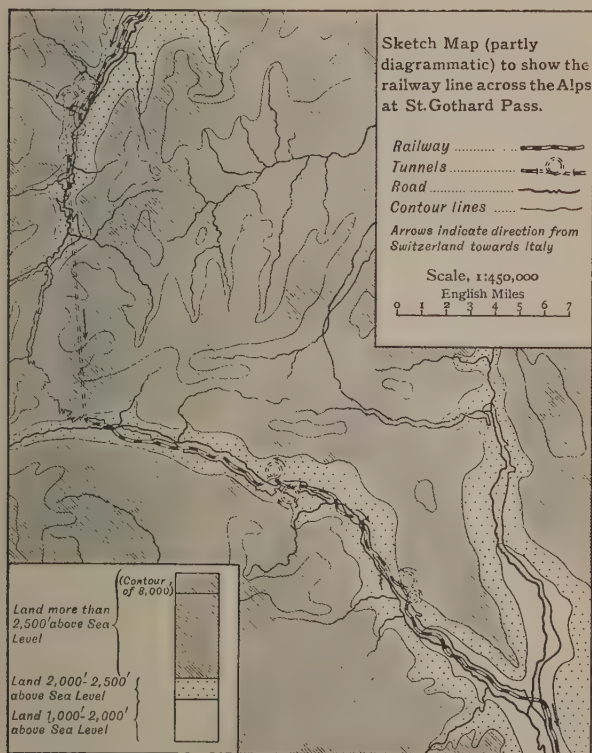 Sketch Map (partly
diagrammatic) to show the
railway line across the Alps
at St. Gothard Pass.
Railway
Tunnels
Road
Contour lines
Arrows indicate direction from
Switzerland towards Italy
Scale, 1:450,000
English Miles
0 1 2 3 4 5 6 7
(Contour
of 8,000)
Land more than
2,500' above Sea
Level
Land 2,000'-2,500'
above Sea Level
Land 1,000'-2,000'
above Sea Level